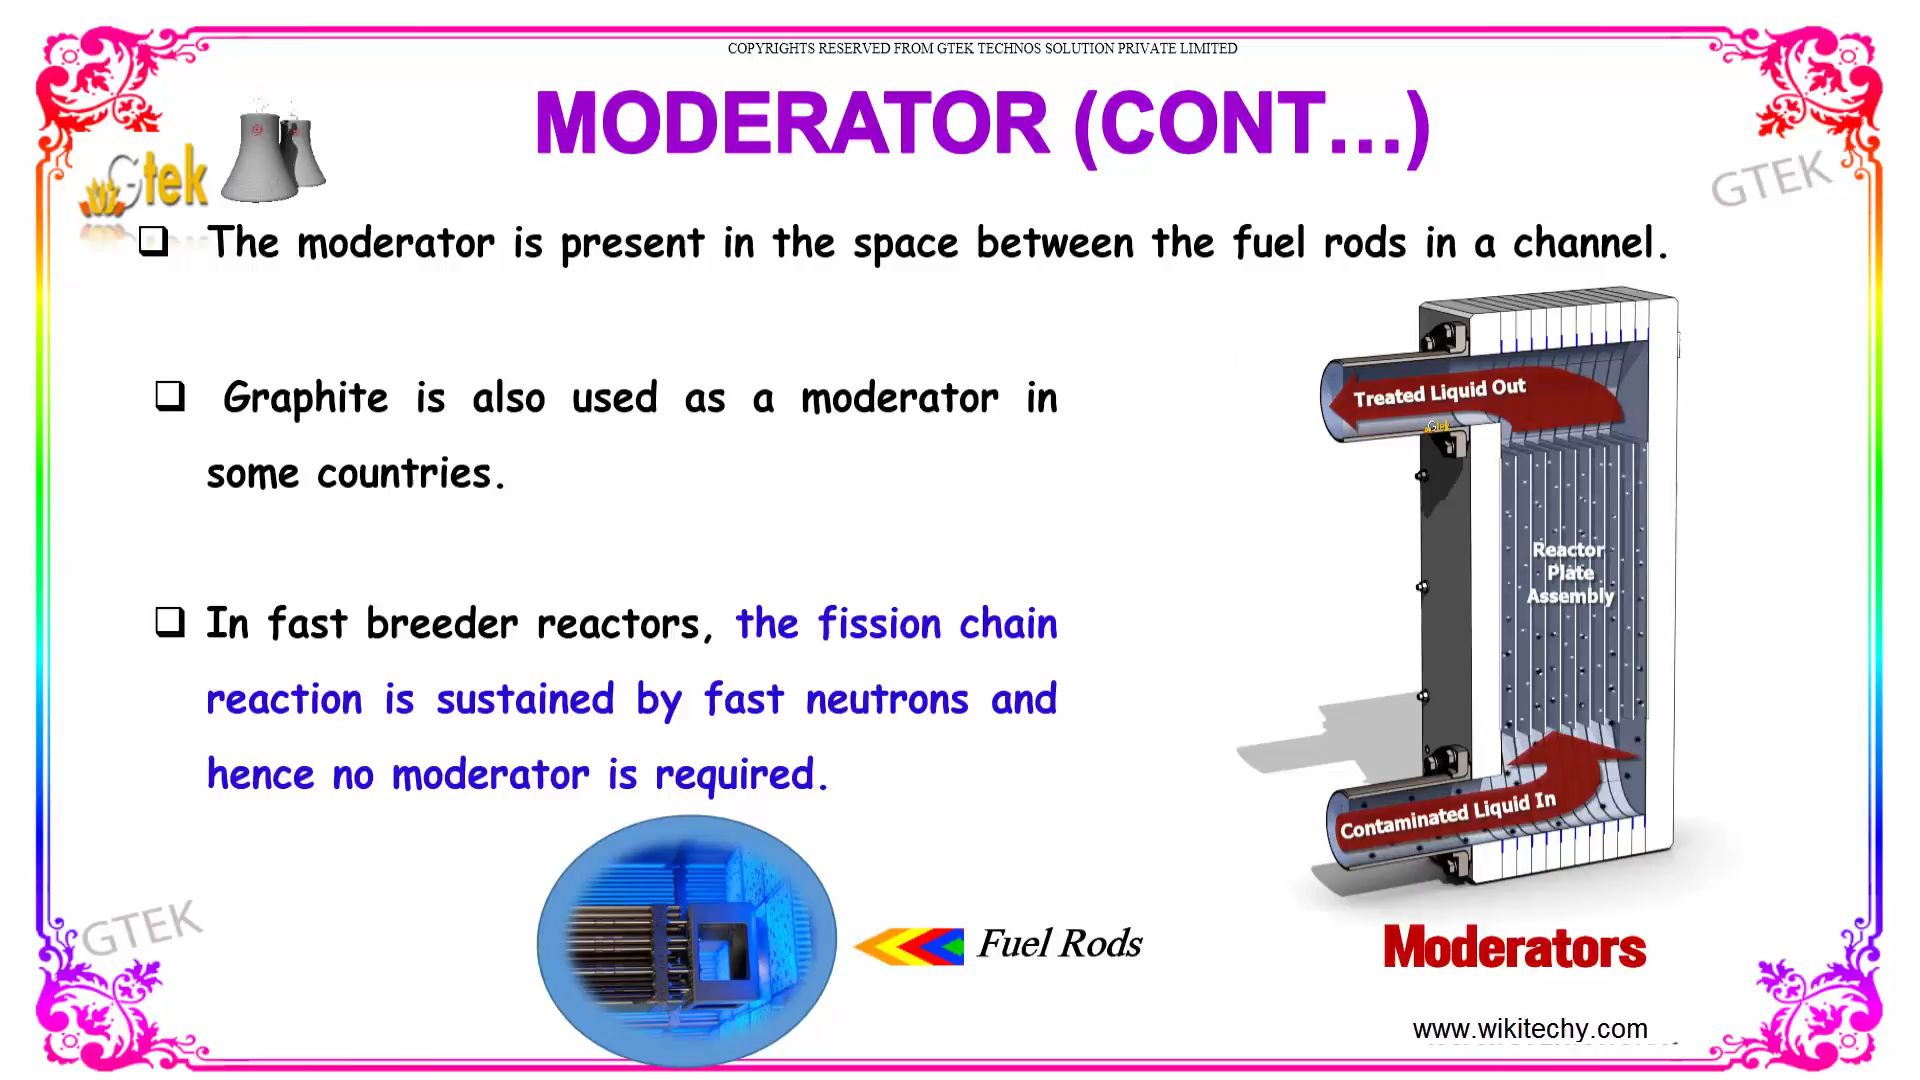 COPYRIGHTS RESERVED FROM GTEK TECHNOS SOLUTION PRIVATE LIMITED
MODERATOR (CONT...)
Gtek
GTEK
The moderator is present in the space between the fuel rods in a channel.
Graphite is also used as a moderator in
some countries.
In fast breeder reactors, the fission chain
reaction is sustained by fast neutrons and
hence no moderator is required.
Treated Liquid Out
Gtek
Reactor
Plate
Assembly
Contaminated Liquid In
GTEK
Fuel Rods
Moderators
www.wikitechy.com